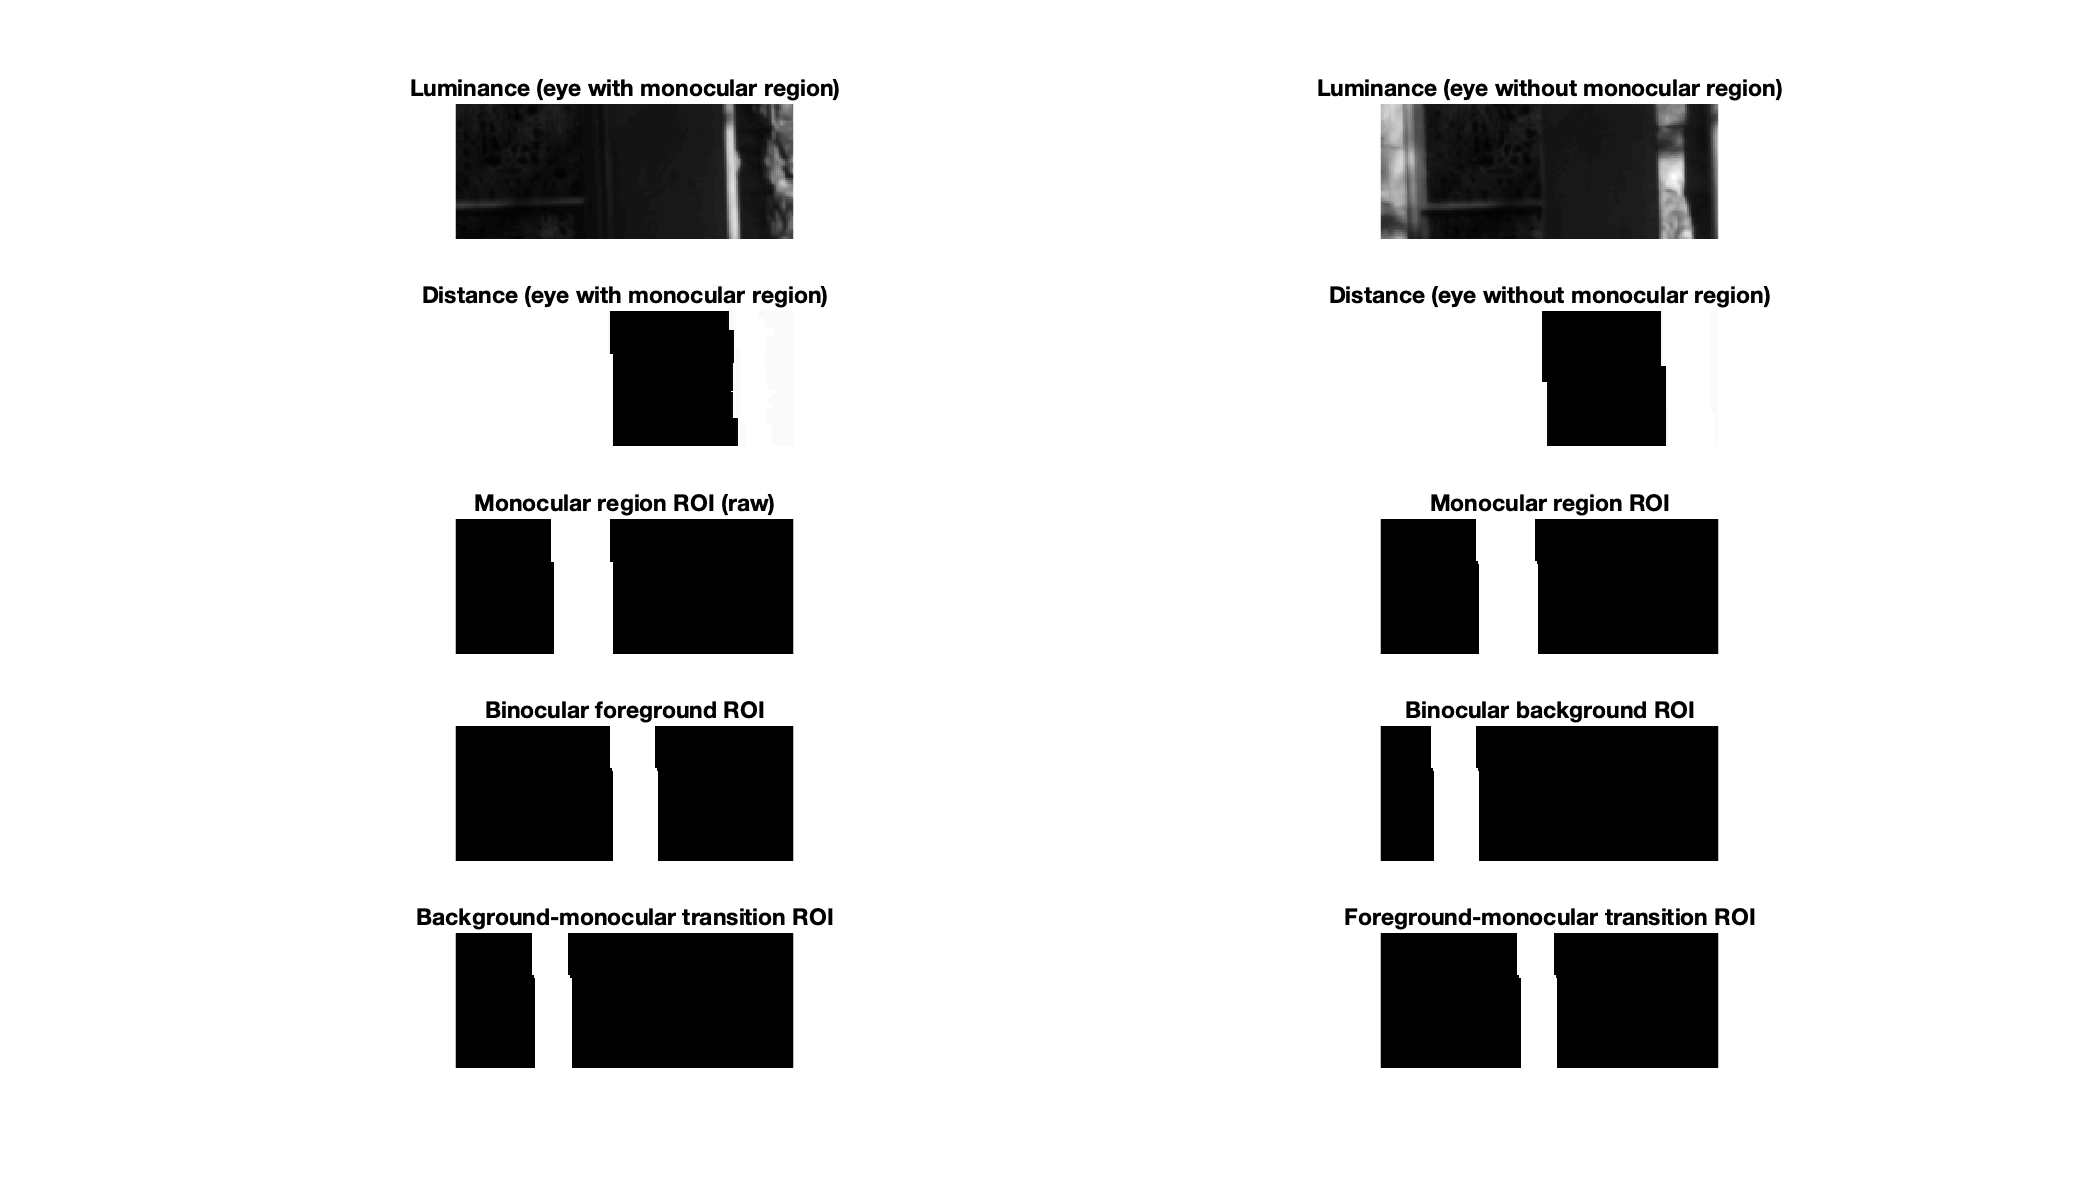 Luminance (eye with monocular region)
Luminance (eye without monocular region)
Distance (eye with monocular region)
Distance (eye without monocular region)
Monocular region ROI (raw)
Monocular region ROI
Binocular foreground ROI
Binocular background ROI
Background-monocular transition ROI
Foreground-monocular transition ROI